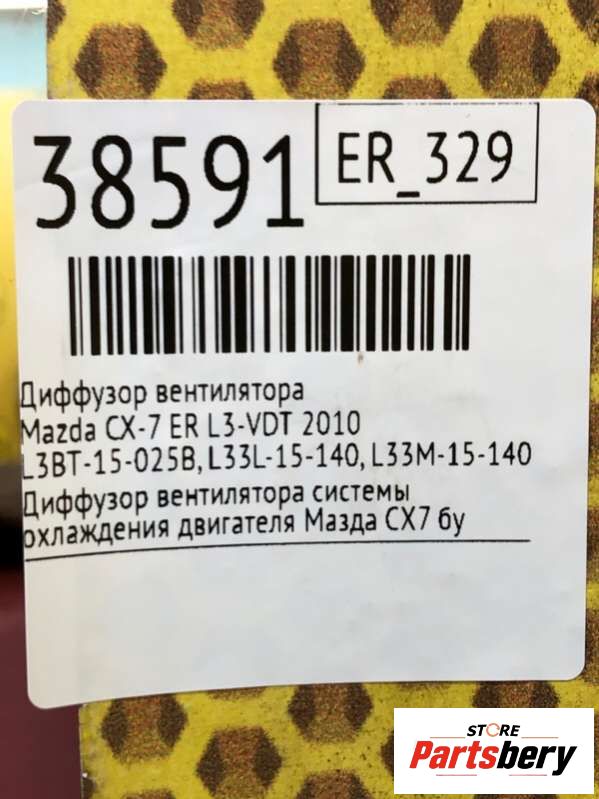 38591
ER_329
Диффузор вентилятора
Mazda CX-7 ER L3-VDT 2010
L3BT-15-025B, L33L-15-140, L33M-15-140
Диффузор вентилятора системы
охлаждения двигателя Мазда СХ7 бу
STORE
Partsbery